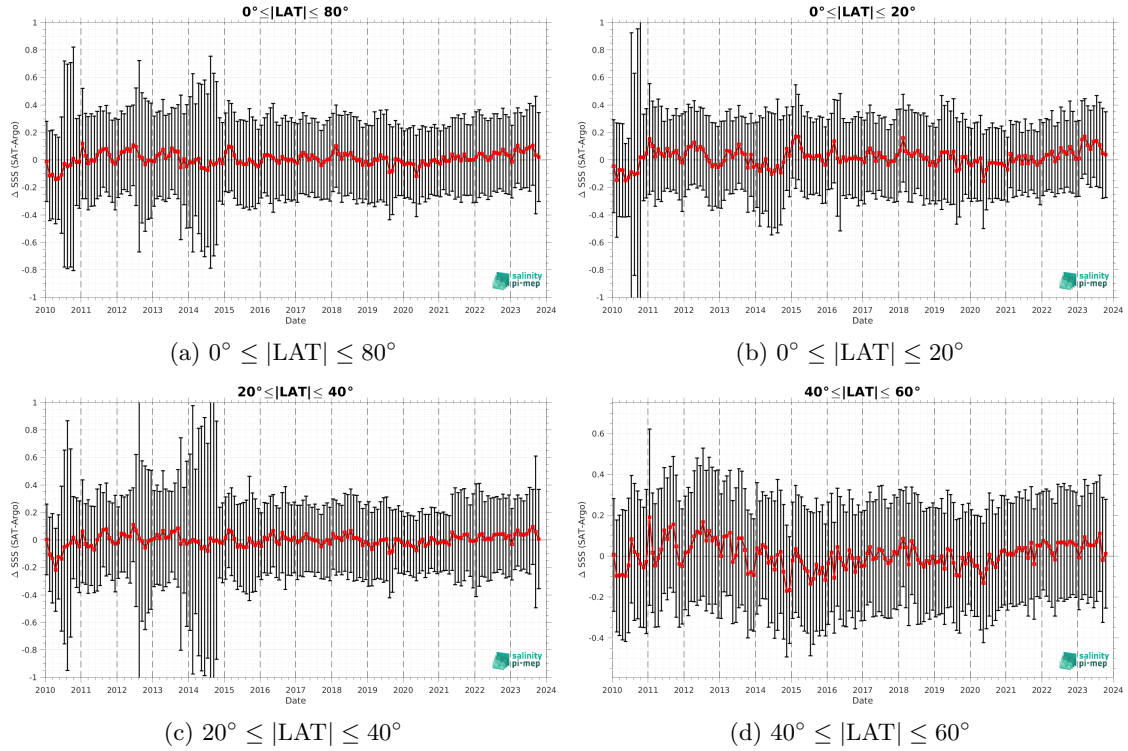 0°≤|LAT|≤ 80°
Δ SSS (SAT-Argo)
1
0.8
0.6
0.4
0.2
0
-0.2
-0.4
-0.6
-0.8
-1
2010 2011 2012 2013 2014 2015 2016 2017 2018 2019 2020 2021 2022 2023 2024
Date
salinity
pi-mep
(a) 0° ≤ |LAT| ≤ 80°
0°≤|LAT|≤ 20°
Δ SSS (SAT-Argo)
1
0.8
0.6
0.4
0.2
0
-0.2
-0.4
-0.6
-0.8
-1
2010 2011 2012 2013 2014 2015 2016 2017 2018 2019 2020 2021 2022 2023 2024
Date
salinity
pi-mep
(b) 0° ≤ |LAT| ≤ 20°
20°≤|LAT|≤ 40°
Δ SSS (SAT-Argo)
1
0.8
0.6
0.4
0.2
0
-0.2
-0.4
-0.6
-0.8
-1
2010 2011 2012 2013 2014 2015 2016 2017 2018 2019 2020 2021 2022 2023 2024
Date
salinity
pi-mep
(c) 20° ≤ |LAT| ≤ 40°
40°≤|LAT|≤ 60°
Δ SSS (SAT-Argo)
0.6
0.4
0.2
0
-0.2
-0.4
2010 2011 2012 2013 2014 2015 2016 2017 2018 2019 2020 2021 2022 2023 2024
Date
salinity
pi-mep
(d) 40° ≤ |LAT| ≤ 60°